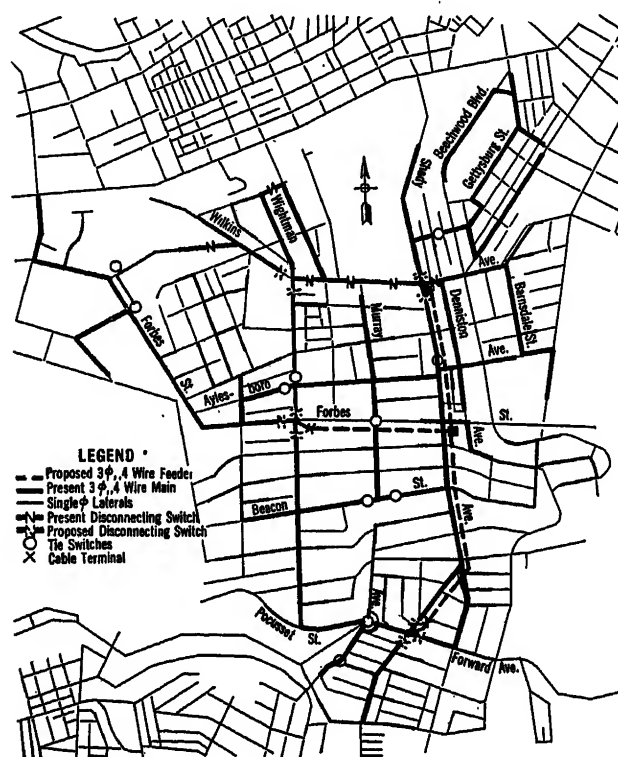 Beechwood Blvd.
Shady
Gettysburg St.
Wightman
Wilkins
Ave.
Murray
Denniston
Barnsdale St.
Forbes
St.
Ave.
Ayles-
boro
Forbes
St.
Ave.
LEGEND
Proposed 3φ,,4 Wire Feeder
Present 3φ,,4 Wire Main
Single φ Laterals
Present Disconnecting Switch
Proposed Disconnecting Switch
Tie Switches
Cable Terminal
Beacon
St.
Ave.
Pocusset
St.
Ave.
Forward Ave.